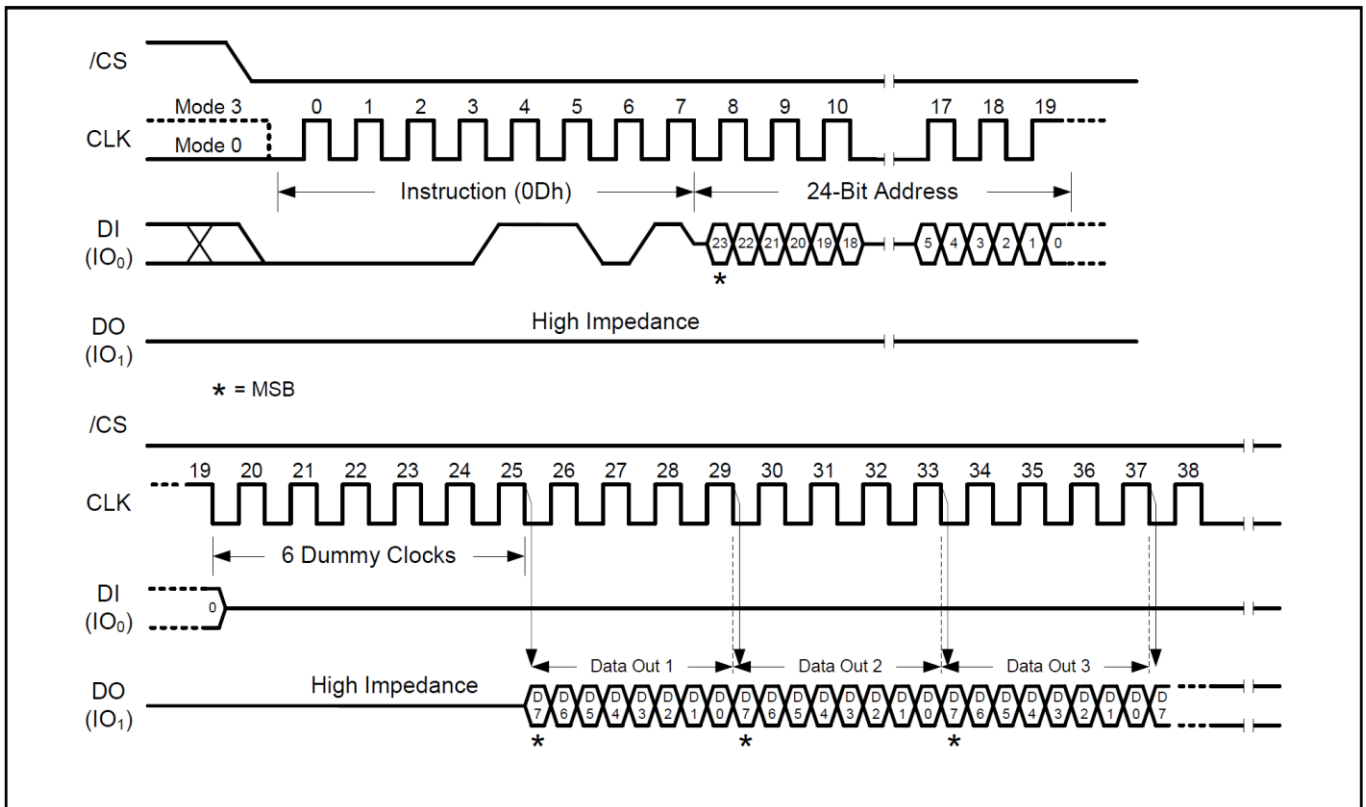 /CS
Mode 3 0 1 2 3 4 5 6 7 8 9 10 17 18 19
CLK
Mode 0
Instruction (0Dh) 24-Bit Address
DI
(IO₀)
23 22 21 20 19 18 5 4 3 2 1 0
*
High Impedance
DO
(IO₁)
* = MSB
/CS
19 20 21 22 23 24 25 26 27 28 29 30 31 32 33 34 35 36 37 38
CLK
6 Dummy Clocks
DI
(IO₀)
0
Data Out 1 Data Out 2 Data Out 3
High Impedance
DO
(IO₁)
D7 D6 D5 D4 D3 D2 D1 D0 D7 D6 D5 D4 D3 D2 D1 D0 D7 D6 D5 D4 D3 D2 D1 D0 D7
* * *